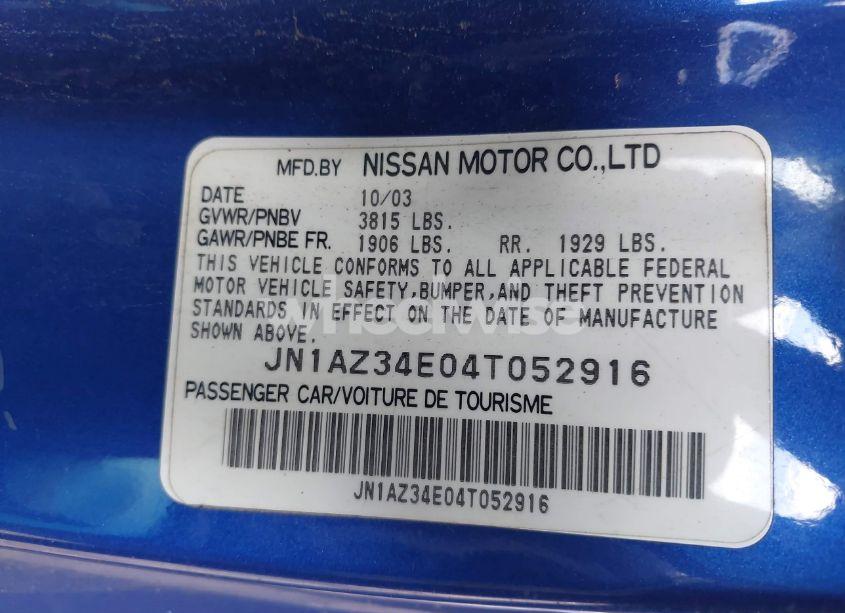 MFD.BY NISSAN MOTOR CO.,LTD
DATE 10/03
GVWR/PNBV 3815 LBS.
GAWR/PNBE FR. 1906 LBS. RR. 1929 LBS.
THIS VEHICLE CONFORMS TO ALL APPLICABLE FEDERAL
MOTOR VEHICLE SAFETY,BUMPER,AND THEFT PREVENTION
STANDARDS IN EFFECT ON THE DATE OF MANUFACTURE
SHOWN ABOVE.
JN1AZ34E04T052916
PASSENGER CAR/VOITURE DE TOURISME
JN1AZ34E04T052916